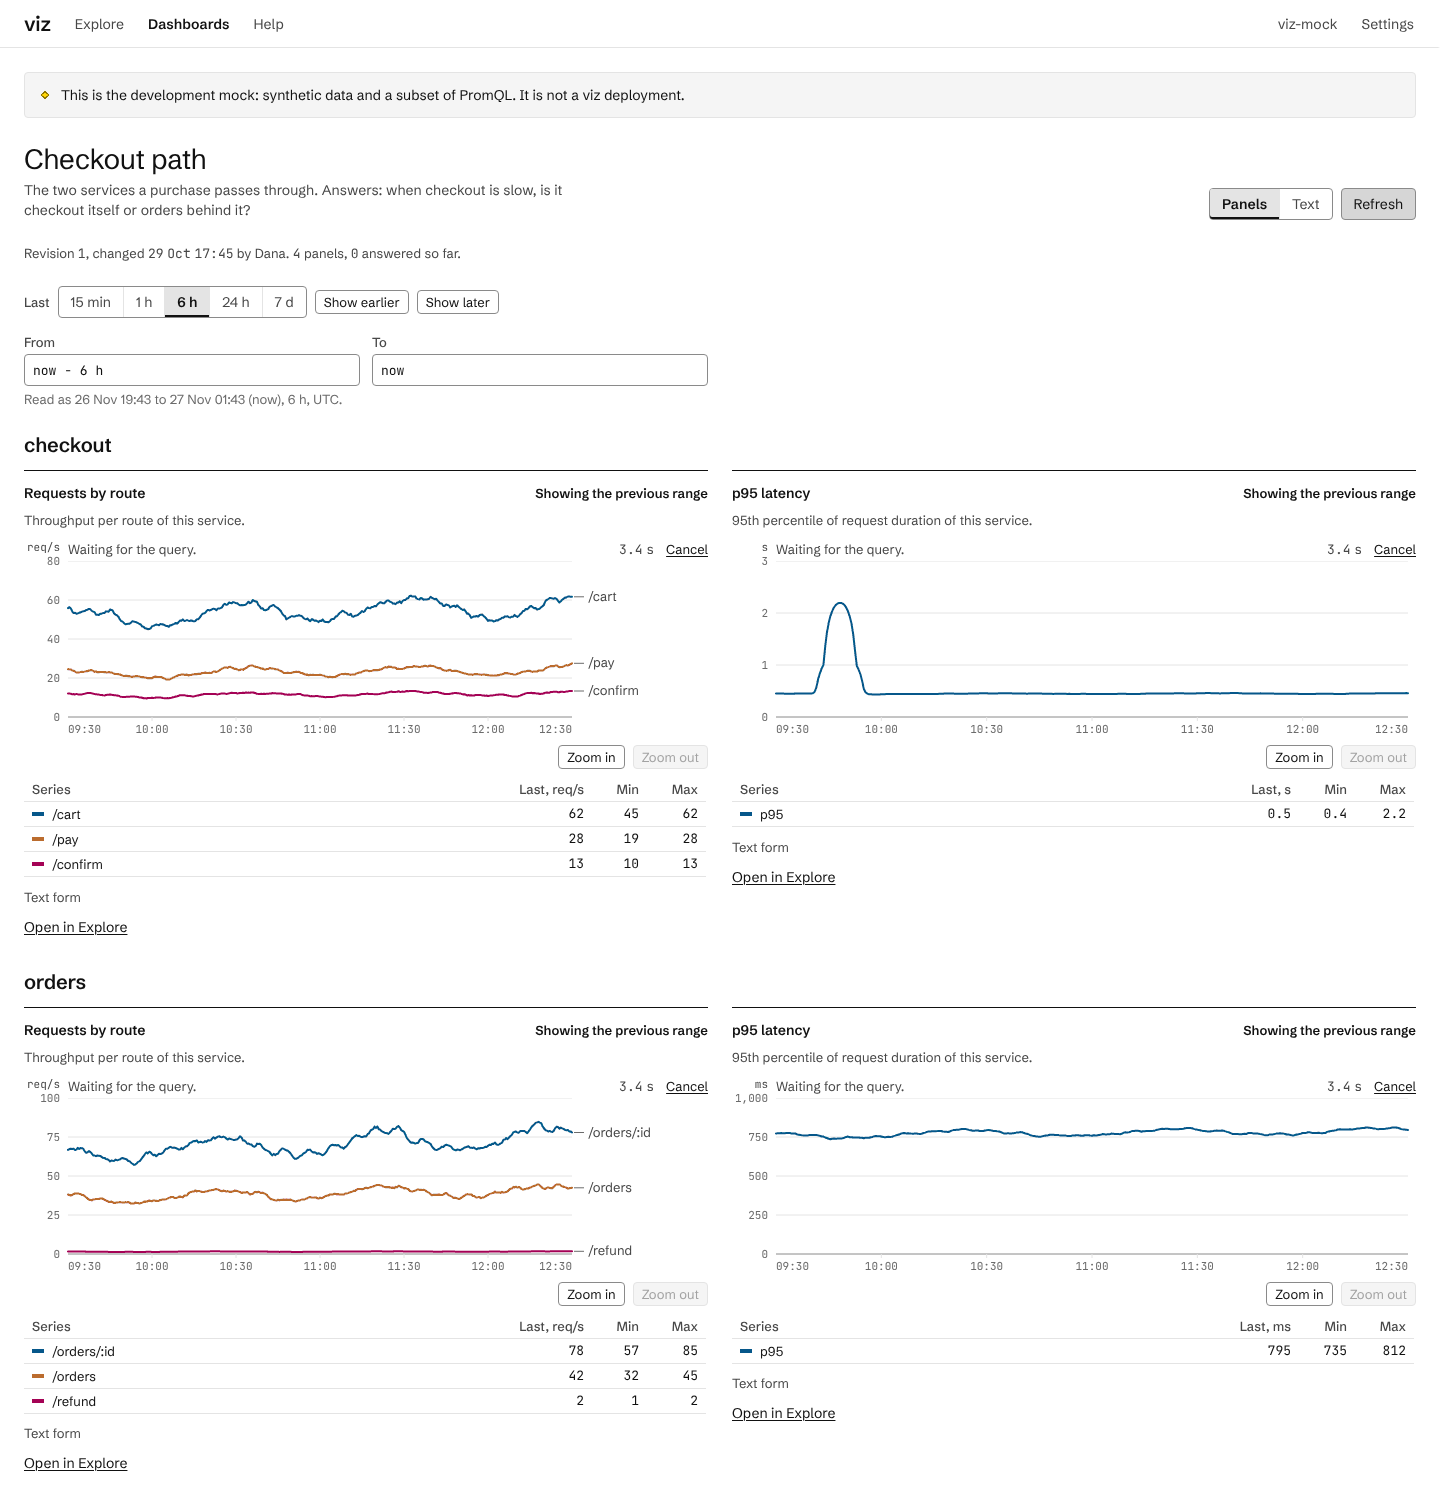 viz Explore Dashboards Help viz-mock Settings
This is the development mock: synthetic data and a subset of PromQL. It is not a viz deployment.
Checkout path
The two services a purchase passes through. Answers: when checkout is slow, is it
checkout itself or orders behind it?
Panels Text Refresh
Revision 1, changed 29 Oct 17:45 by Dana. 4 panels, 0 answered so far.
Last 15 min 1 h 6 h 24 h 7 d Show earlier Show later
From To
now - 6 h now
Read as 26 Nov 19:43 to 27 Nov 01:43 (now), 6 h, UTC.
checkout
Requests by route Showing the previous range
Throughput per route of this service.
req/s Waiting for the query. 3.4 s Cancel
80
60
40
20
0
/cart
/pay
/confirm
09:30 10:00 10:30 11:00 11:30 12:00 12:30
Zoom in Zoom out
Series Last, req/s Min Max
/cart 62 45 62
/pay 28 19 28
/confirm 13 10 13
Text form
Open in Explore
p95 latency Showing the previous range
95th percentile of request duration of this service.
s Waiting for the query. 3.4 s Cancel
3
2
1
0
09:30 10:00 10:30 11:00 11:30 12:00 12:30
Zoom in Zoom out
Series Last, s Min Max
p95 0.5 0.4 2.2
Text form
Open in Explore
orders
Requests by route Showing the previous range
Throughput per route of this service.
req/s Waiting for the query. 3.4 s Cancel
100
75
50
25
0
/orders/:id
/orders
/refund
09:30 10:00 10:30 11:00 11:30 12:00 12:30
Zoom in Zoom out
Series Last, req/s Min Max
/orders/:id 78 57 85
/orders 42 32 45
/refund 2 1 2
Text form
Open in Explore
p95 latency Showing the previous range
95th percentile of request duration of this service.
ms Waiting for the query. 3.4 s Cancel
1,000
750
500
250
0
09:30 10:00 10:30 11:00 11:30 12:00 12:30
Zoom in Zoom out
Series Last, ms Min Max
p95 795 735 812
Text form
Open in Explore